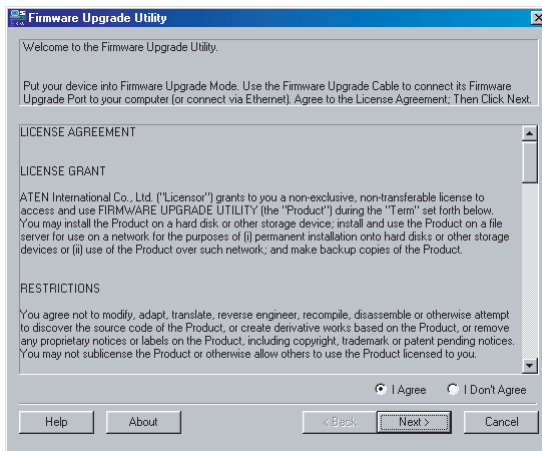 Firmware Upgrade Utility
Welcome to the Firmware Upgrade Utility.
Put your device into Firmware Upgrade Mode. Use the Firmware Upgrade Cable to connect its Firmware
Upgrade Port to your computer (or connect via Ethernet). Agree to the License Agreement; Then Click Next.
LICENSE AGREEMENT
LICENSE GRANT
ATEN International Co., Ltd. ("Licensor") grants to you a non-exclusive, non-transferable license to
access and use FIRMWARE UPGRADE UTILITY (the "Product") during the "Term" set forth below.
You may install the Product on a hard disk or other storage device; install and use the Product on a file
server for use on a network for the purposes of (i) permanent installation onto hard disks or other storage
devices or (ii) use of the Product over such network; and make backup copies of the Product.
RESTRICTIONS
You agree not to modify, adapt, translate, reverse engineer, recompile, disassemble or otherwise attempt
to discover the source code of the Product, or create derivative works based on the Product, or remove
any proprietary notices or labels on the Product, including copyright, trademark or patent pending notices.
You may not sublicense the Product or otherwise allow others to use the Product licensed to you.
I Agree I Don't Agree
Help About < Back Next > Cancel